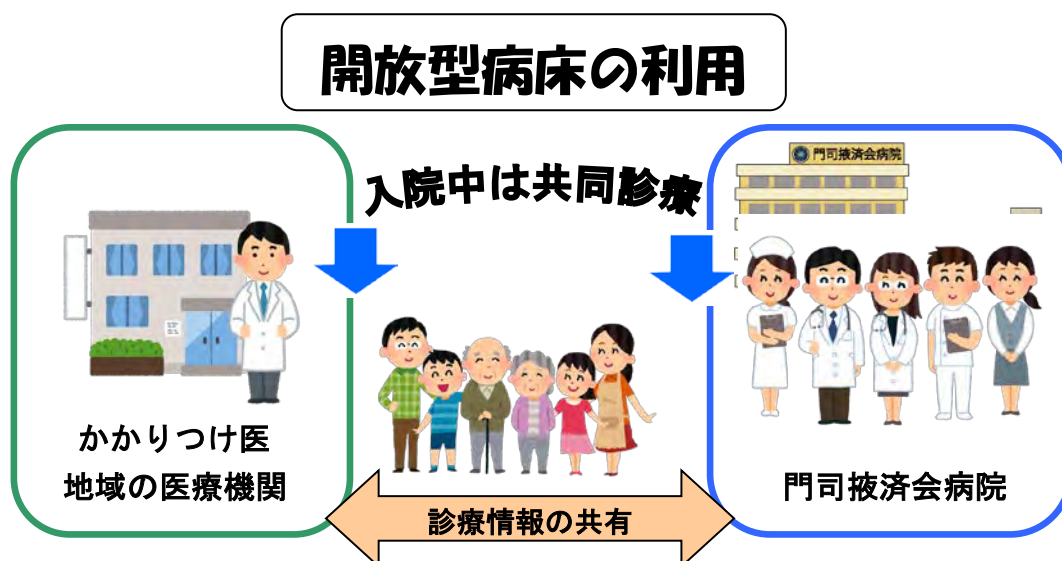 開放型病床の利用
入院中は共同診療
門司掖済会病院
かかりつけ医
地域の医療機関
門司掖済会病院
診療情報の共有